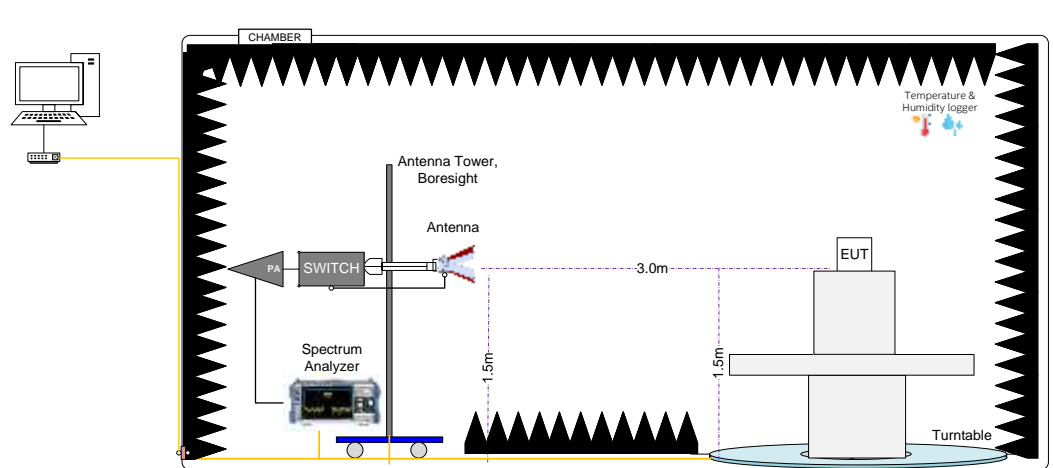 CHAMBER
Temperature &
Humidity logger
Antenna Tower,
Boresight
Antenna
PA
SWITCH
3.0m
EUT
1.5m
1.5m
Spectrum
Analyzer
Turntable